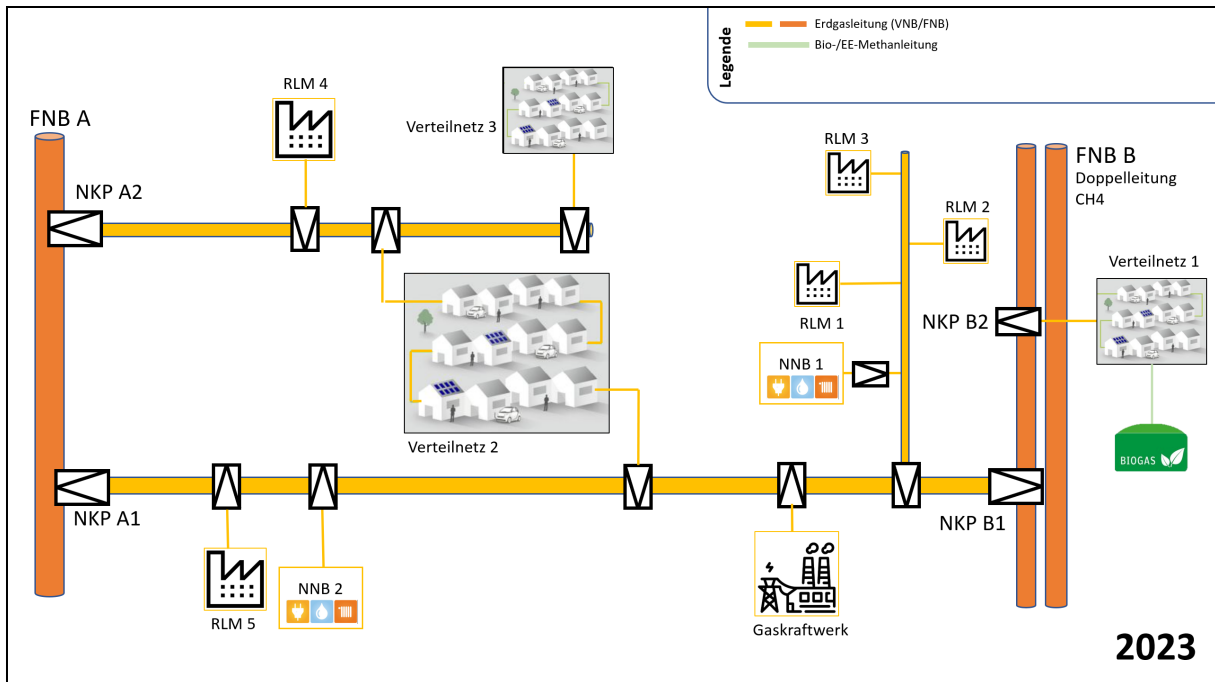 Legende
Erdgasleitung (VNB/FNB)
Bio-/EE-Methanleitung
FNB A
NKP A2
RLM 4
Verteilnetz 3
RLM 3
RLM 2
RLM 1
NNB 1
FNB B
Doppelleitung
CH4
Verteilnetz 1
NKP B2
BIOGAS
Verteilnetz 2
NKP A1
NKP B1
RLM 5
NNB 2
Gaskraftwerk
2023